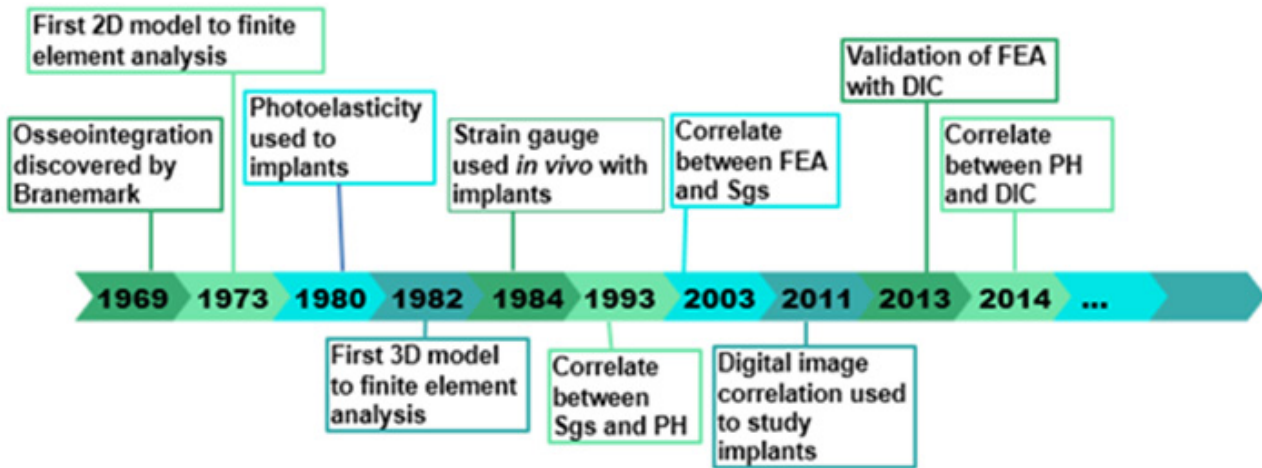 First 2D model to finite
element analysis
Osseointegration
discovered by
Branemark
Photoelasticity
used to
implants
Strain gauge
used in vivo with
implants
Correlate
between FEA
and Sgs
Validation of FEA
with DIC
Correlate
between PH
and DIC
1969 1973 1980 1982 1984 1993 2003 2011 2013 2014 ...
First 3D model
to finite element
analysis
Correlate
between
Sgs and PH
Digital image
correlation used
to study
implants